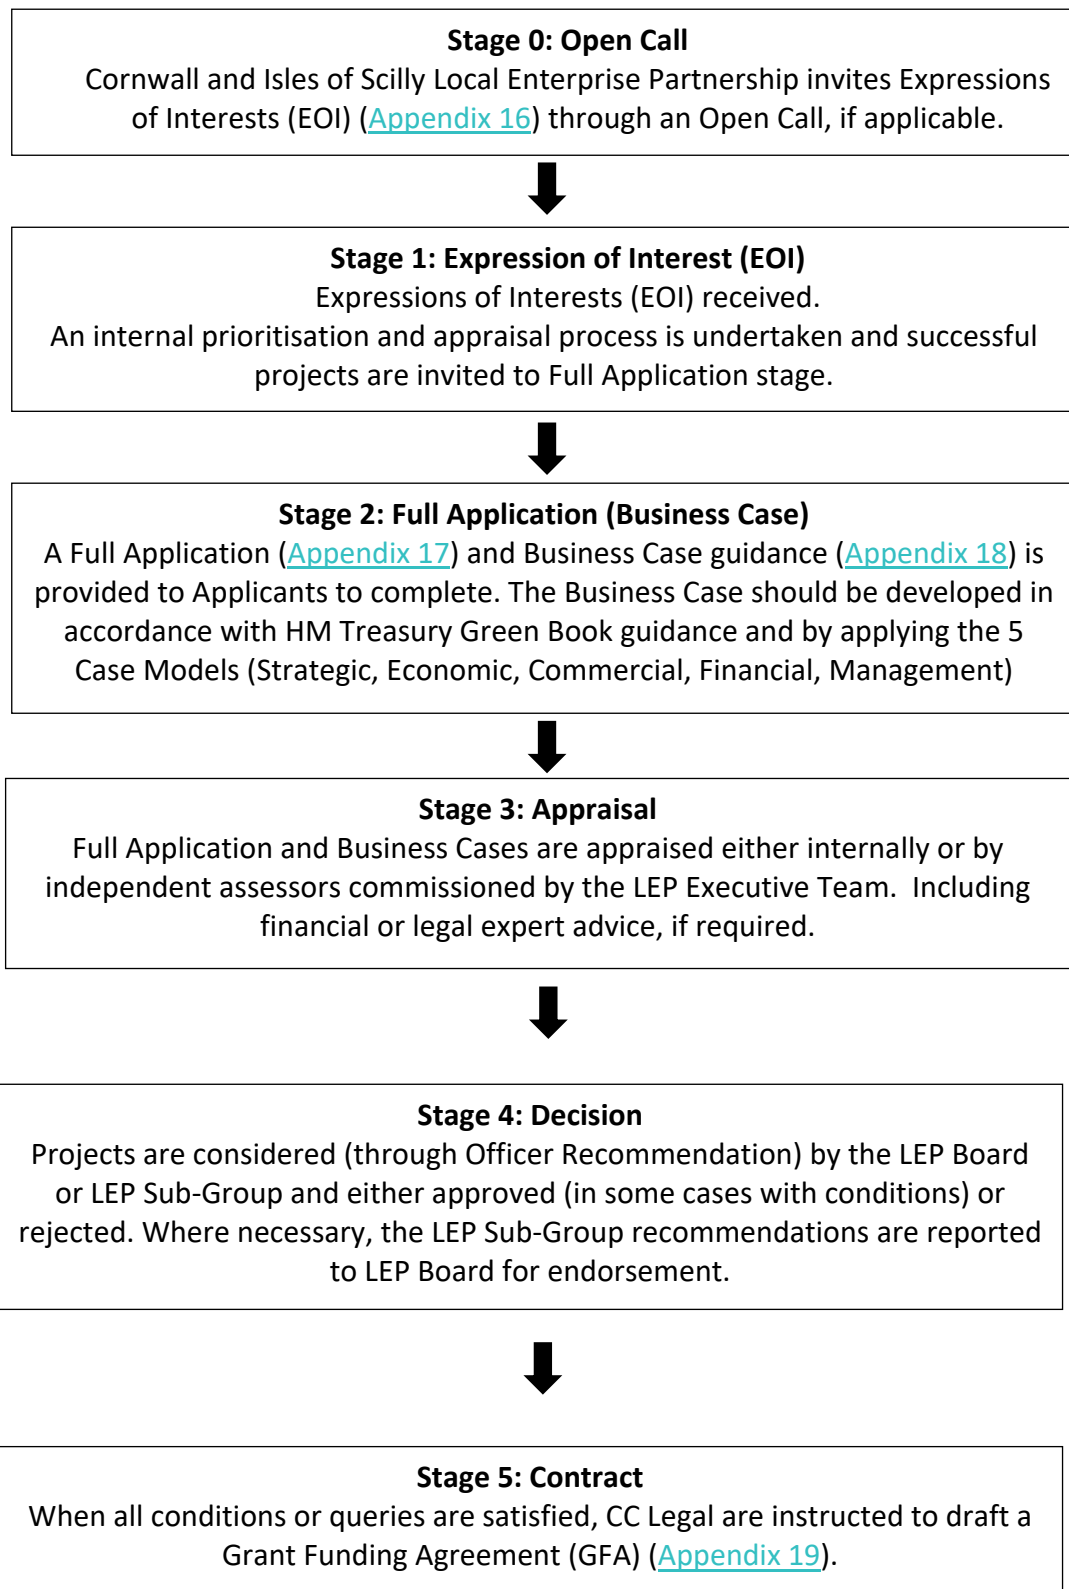 Stage 0: Open Call
Cornwall and Isles of Scilly Local Enterprise Partnership invites Expressions
of Interests (EOI) (Appendix 16) through an Open Call, if applicable.
Stage 1: Expression of Interest (EOI)
Expressions of Interests (EOI) received.
An internal prioritisation and appraisal process is undertaken and successful
projects are invited to Full Application stage.
Stage 2: Full Application (Business Case)
A Full Application (Appendix 17) and Business Case guidance (Appendix 18) is
provided to Applicants to complete. The Business Case should be developed in
accordance with HM Treasury Green Book guidance and by applying the 5
Case Models (Strategic, Economic, Commercial, Financial, Management)
Stage 3: Appraisal
Full Application and Business Cases are appraised either internally or by
independent assessors commissioned by the LEP Executive Team.  Including
financial or legal expert advice, if required.
Stage 4: Decision
Projects are considered (through Officer Recommendation) by the LEP Board
or LEP Sub-Group and either approved (in some cases with conditions) or
rejected. Where necessary, the LEP Sub-Group recommendations are reported
to LEP Board for endorsement.
Stage 5: Contract
When all conditions or queries are satisfied, CC Legal are instructed to draft a
Grant Funding Agreement (GFA) (Appendix 19).